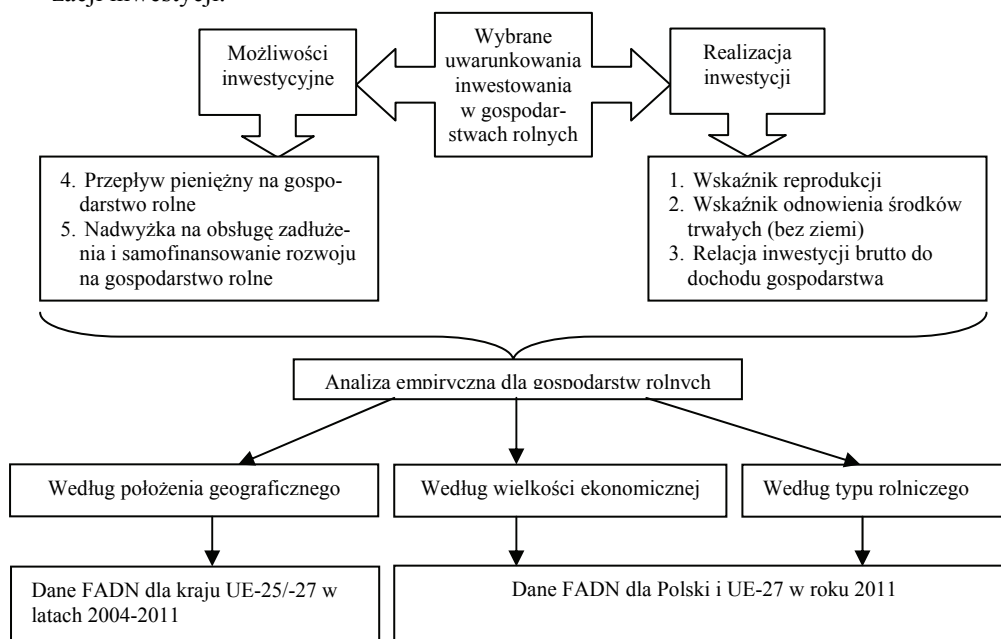 zacji inwestycji.
Wybrane
uwarunkowania
inwestowania
w gospodar-
stwach rolnych
Możliwości
inwestycyjne
Realizacja
inwestycji
4. Przepływ pieniężny na gospo-
darstwo rolne
5. Nadwyżka na obsługę zadłuże-
nia i samofinansowanie rozwoju
na gospodarstwo rolne
1. Wskaźnik reprodukcji
2. Wskaźnik odnowienia środków
trwałych (bez ziemi)
3. Relacja inwestycji brutto do
dochodu gospodarstwa
Analiza empiryczna dla gospodarstw rolnych
Według położenia geograficznego
Według wielkości ekonomicznej
Według typu rolniczego
Dane FADN dla kraju UE-25/-27 w
latach 2004-2011
Dane FADN dla Polski i UE-27 w roku 2011